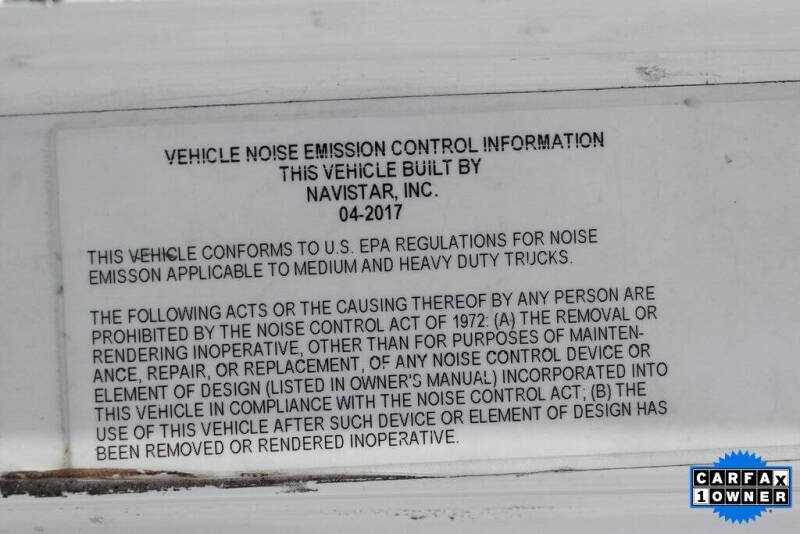 VEHICLE NOISE EMISSION CONTROL INFORMATION
THIS VEHICLE BUILT BY
NAVISTAR, INC.
04-2017
THIS VEHICLE CONFORMS TO U.S. EPA REGULATIONS FOR NOISE
EMISSON APPLICABLE TO MEDIUM AND HEAVY DUTY TRUCKS.
THE FOLLOWING ACTS OR THE CAUSING THEREOF BY ANY PERSON ARE
PROHIBITED BY THE NOISE CONTROL ACT OF 1972: (A) THE REMOVAL OR
RENDERING INOPERATIVE, OTHER THAN FOR PURPOSES OF MAINTEN-
ANCE, REPAIR, OR REPLACEMENT, OF ANY NOISE CONTROL DEVICE OR
ELEMENT OF DESIGN (LISTED IN OWNER'S MANUAL) INCORPORATED INTO
THIS VEHICLE IN COMPLIANCE WITH THE NOISE CONTROL ACT; (B) THE
USE OF THIS VEHICLE AFTER SUCH DEVICE OR ELEMENT OF DESIGN HAS
BEEN REMOVED OR RENDERED INOPERATIVE.
CARFAX
1 OWNER